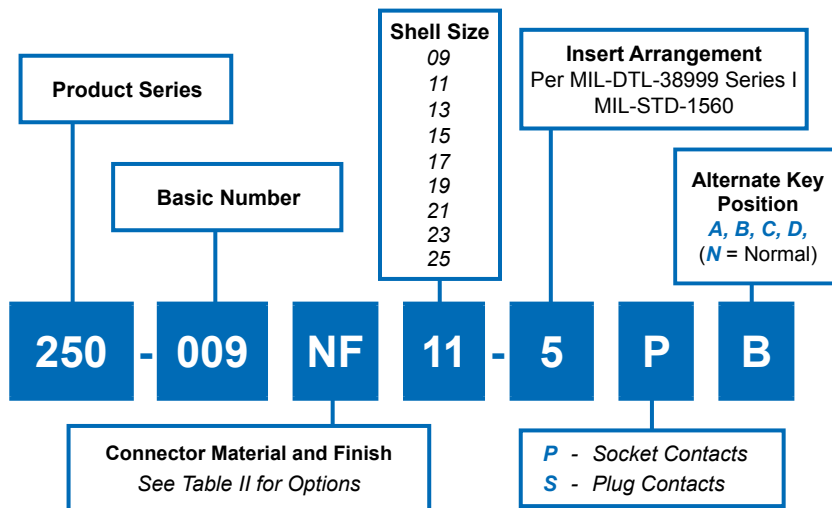 Product Series
Basic Number
Shell Size
09
11
13
15
17
19
21
23
25
Insert Arrangement
Per MIL-DTL-38999 Series I
MIL-STD-1560
Alternate Key
Position
A, B, C, D,
(N = Normal)
250 - 009 NF 11 - 5 P B
Connector Material and Finish
See Table II for Options
P - Socket Contacts
S - Plug Contacts